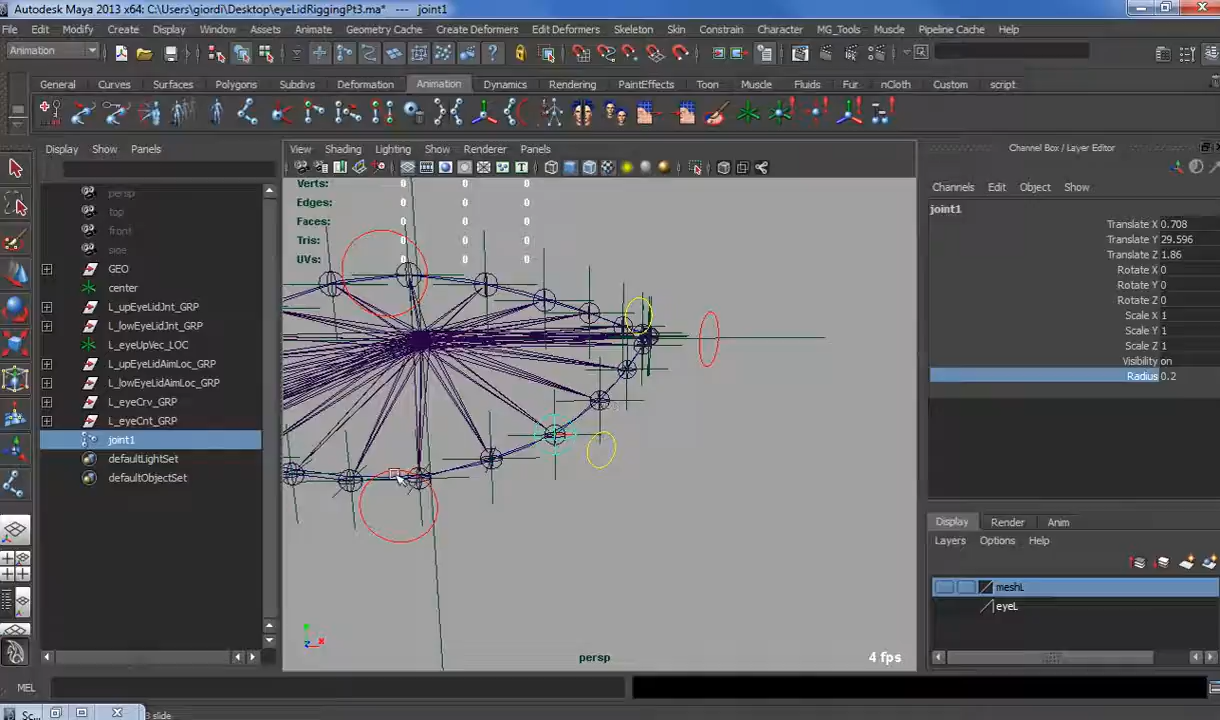 Autodesk Maya 2013 x64: C:\Users\giordi\Desktop\eyeLidRiggingPt3.ma* --- joint1
File Edit Modify Create Display Window Assets Animate Geometry Cache Create Deformers Edit Deformers Skeleton Skin Constrain Character MG_Tools Muscle Pipeline Cache Help
Animation
General Curves Surfaces Polygons Subdivs Deformation Animation Dynamics Rendering PaintEffects Toon Muscle Fluids Fur nCloth Custom script
Display Show Panels
View Shading Lighting Show Renderer Panels
Channel Box / Layer Editor
Channels Edit Object Show
persp
top
front
side
GEO
center
L_upEyeLidJnt_GRP
L_lowEyeLidJnt_GRP
L_eyeUpVec_LOC
L_upEyeLidAimLoc_GRP
L_lowEyeLidAimLoc_GRP
L_eyeCrv_GRP
L_eyeCnt_GRP
joint1
defaultLightSet
defaultObjectSet
Verts: 0 0 0
Edges: 0 0 0
Faces: 0 0 0
Tris: 0 0 0
UVs: 0 0 0
persp
4 fps
joint1
Translate X 0.708
Translate Y 29.596
Translate Z 1.86
Rotate X 0
Rotate Y 0
Rotate Z 0
Scale X 1
Scale Y 1
Scale Z 1
Visibility on
Radius 0.2
Display Render Anim
Layers Options Help
meshL
eyeL
MEL
Sc...
3 slide